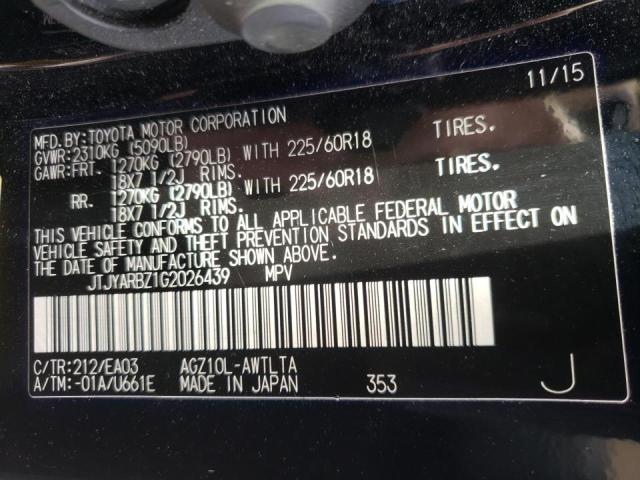 11/15
MFD.BY:TOYOTA MOTOR CORPORATION
GVWR:2310KG (5090LB)
GAWR:FRT. 1270KG (2790LB) WITH 225/60R18 TIRES.
18X7 1/2J RIMS.
RR. 1270KG (2790LB) WITH 225/60R18 TIRES.
18X7 1/2J RIMS.
THIS VEHICLE CONFORMS TO ALL APPLICABLE FEDERAL MOTOR
VEHICLE SAFETY AND THEFT PREVENTION STANDARDS IN EFFECT ON
THE DATE OF MANUFACTURE SHOWN ABOVE.
JTJYARBZ1G2026439 MPV
C/TR:212/EA03 AGZ10L-AWTLTA
A/TM:-01A/U661E MADE IN JAPAN 353 J